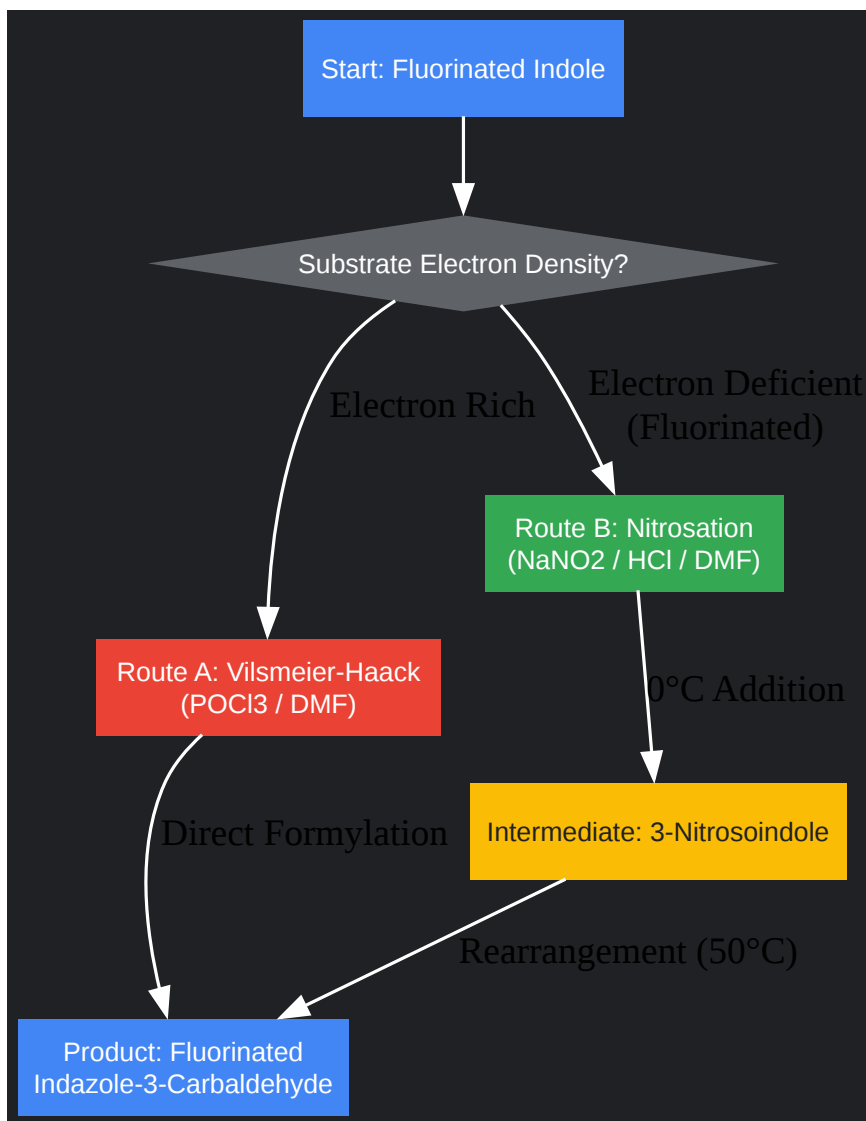 Start: Fluorinated Indole
Substrate Electron Density?
Electron Rich
Electron Deficient
(Fluorinated)
Route B: Nitrosation
(NaNO2 / HCl / DMF)
Route A: Vilsmeier-Haack
(POCl3 / DMF)
0°C Addition
Direct Formylation
Intermediate: 3-Nitrosoindole
Rearrangement (50°C)
Product: Fluorinated
Indazole-3-Carbaldehyde